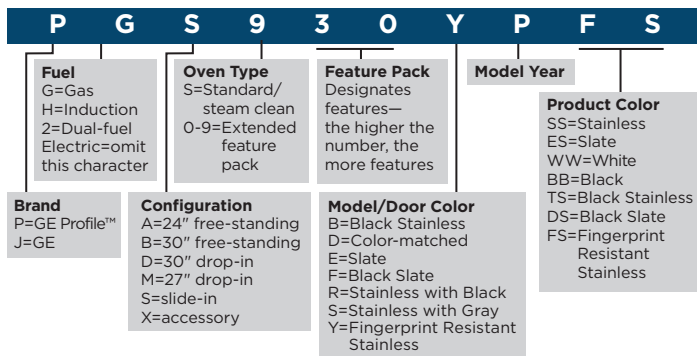 P G S 9 3 0 Y P F S
Fuel
G=Gas
H=Induction
2=Dual-fuel
Electric=omit
this character
Oven Type
S=Standard/
steam clean
0-9=Extended
feature
pack
Feature Pack
Designates
features—
the higher the
number, the
more features
Model Year
Product Color
SS=Stainless
ES=Slate
WW=White
BB=Black
TS=Black Stainless
DS=Black Slate
FS=Fingerprint
Resistant
Stainless
Brand
P=GE Profile™
J=GE
Configuration
A=24" free-standing
B=30" free-standing
D=30" drop-in
M=27" drop-in
S=slide-in
X=accessory
Model/Door Color
B=Black Stainless
D=Color-matched
E=Slate
F=Black Slate
R=Stainless with Black
S=Stainless with Gray
Y=Fingerprint Resistant
Stainless